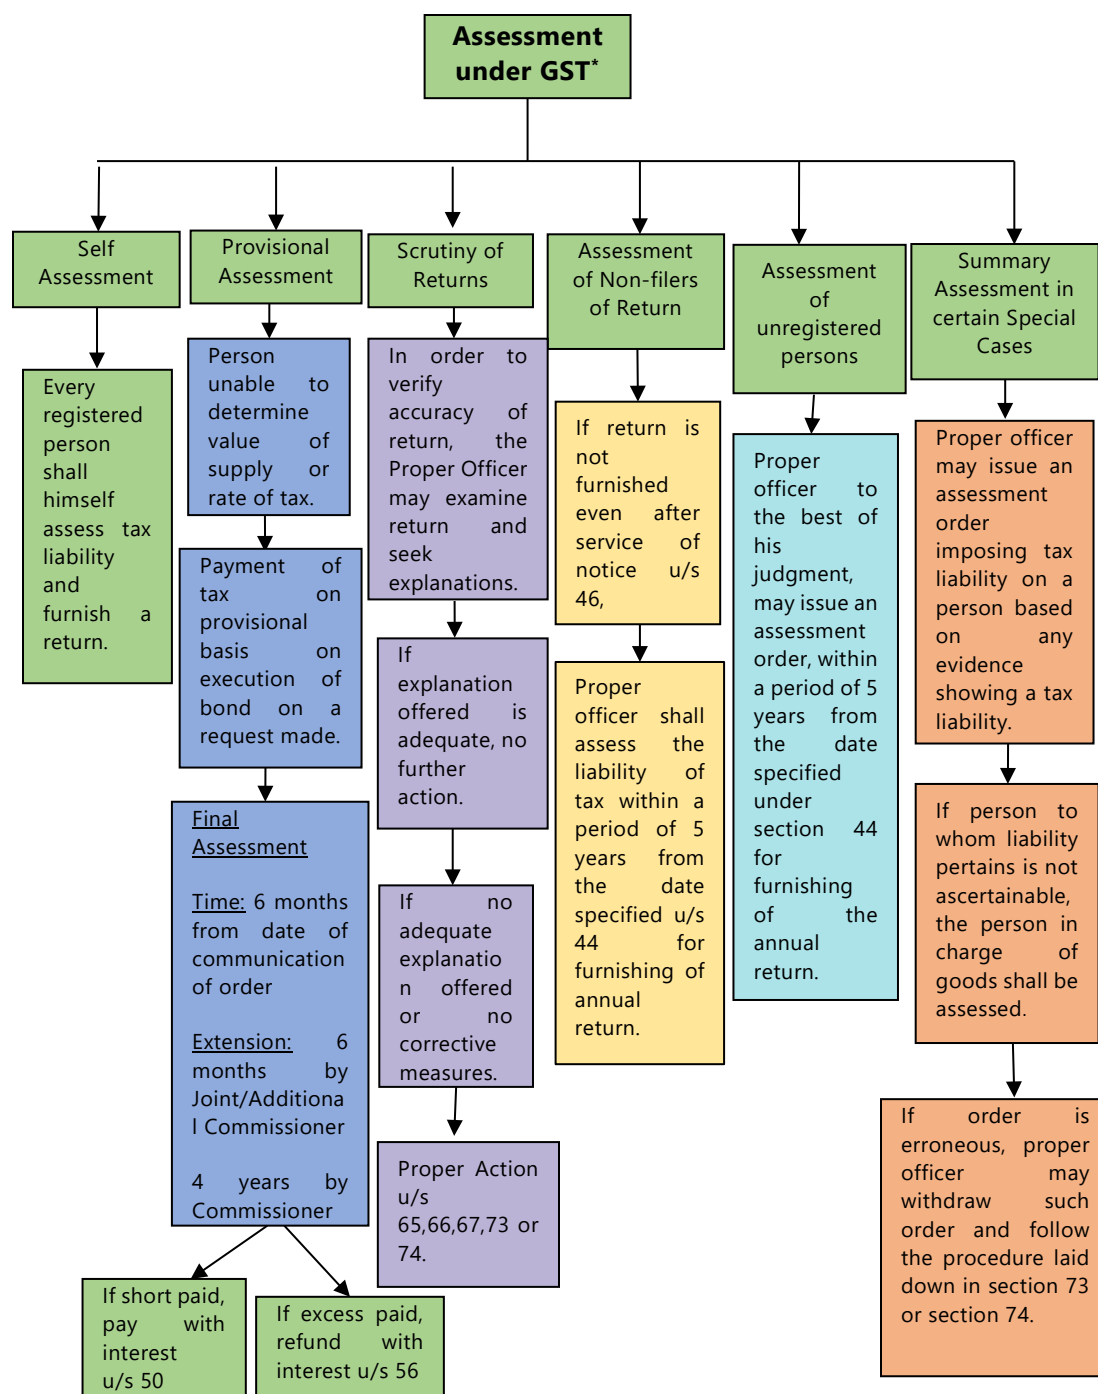 Assessment
under GST*
Self
Assessment
Every
registered
person
shall
himself
assess tax
liability
and
furnish a
return.
Provisional
Assessment
Person
unable to
determine
value of
supply or
rate of tax.
Payment of
tax on
provisional
basis on
execution of
bond on a
request made.
Final
Assessment
Time: 6 months
from date of
communication
of order
Extension: 6
months by
Joint/Additiona
l Commissioner
4 years by
Commissioner
If short paid,
pay with
interest
u/s 50
If excess paid,
refund with
interest u/s 56
Scrutiny of
Returns
In order to
verify
accuracy of
return, the
Proper Officer
may examine
return and
seek
explanations.
If
explanation
offered is
adequate, no
further
action.
If no
adequate
explanatio
n offered
or no
corrective
measures.
Proper Action
u/s
65,66,67,73 or
74.
Assessment
of Non-filers
of Return
If return is
not
furnished
even after
service of
notice u/s
46,
Proper
officer shall
assess the
liability of
tax within a
period of 5
years from
the date
specified u/s
44 for
furnishing of
annual
return.
Assessment
of
unregistered
persons
Proper
officer to
the best of
his
judgment,
may issue an
assessment
order, within
a period of 5
years from
the date
specified
under
section 44
for
furnishing
of the
annual
return.
Summary
Assessment in
certain Special
Cases
Proper officer
may issue an
assessment
order
imposing tax
liability on a
person based
on any
evidence
showing a tax
liability.
If person to
whom liability
pertains is not
ascertainable,
the person in
charge of
goods shall be
assessed.
If order is
erroneous, proper
officer may
withdraw such
order and follow
the procedure laid
down in section 73
or section 74.